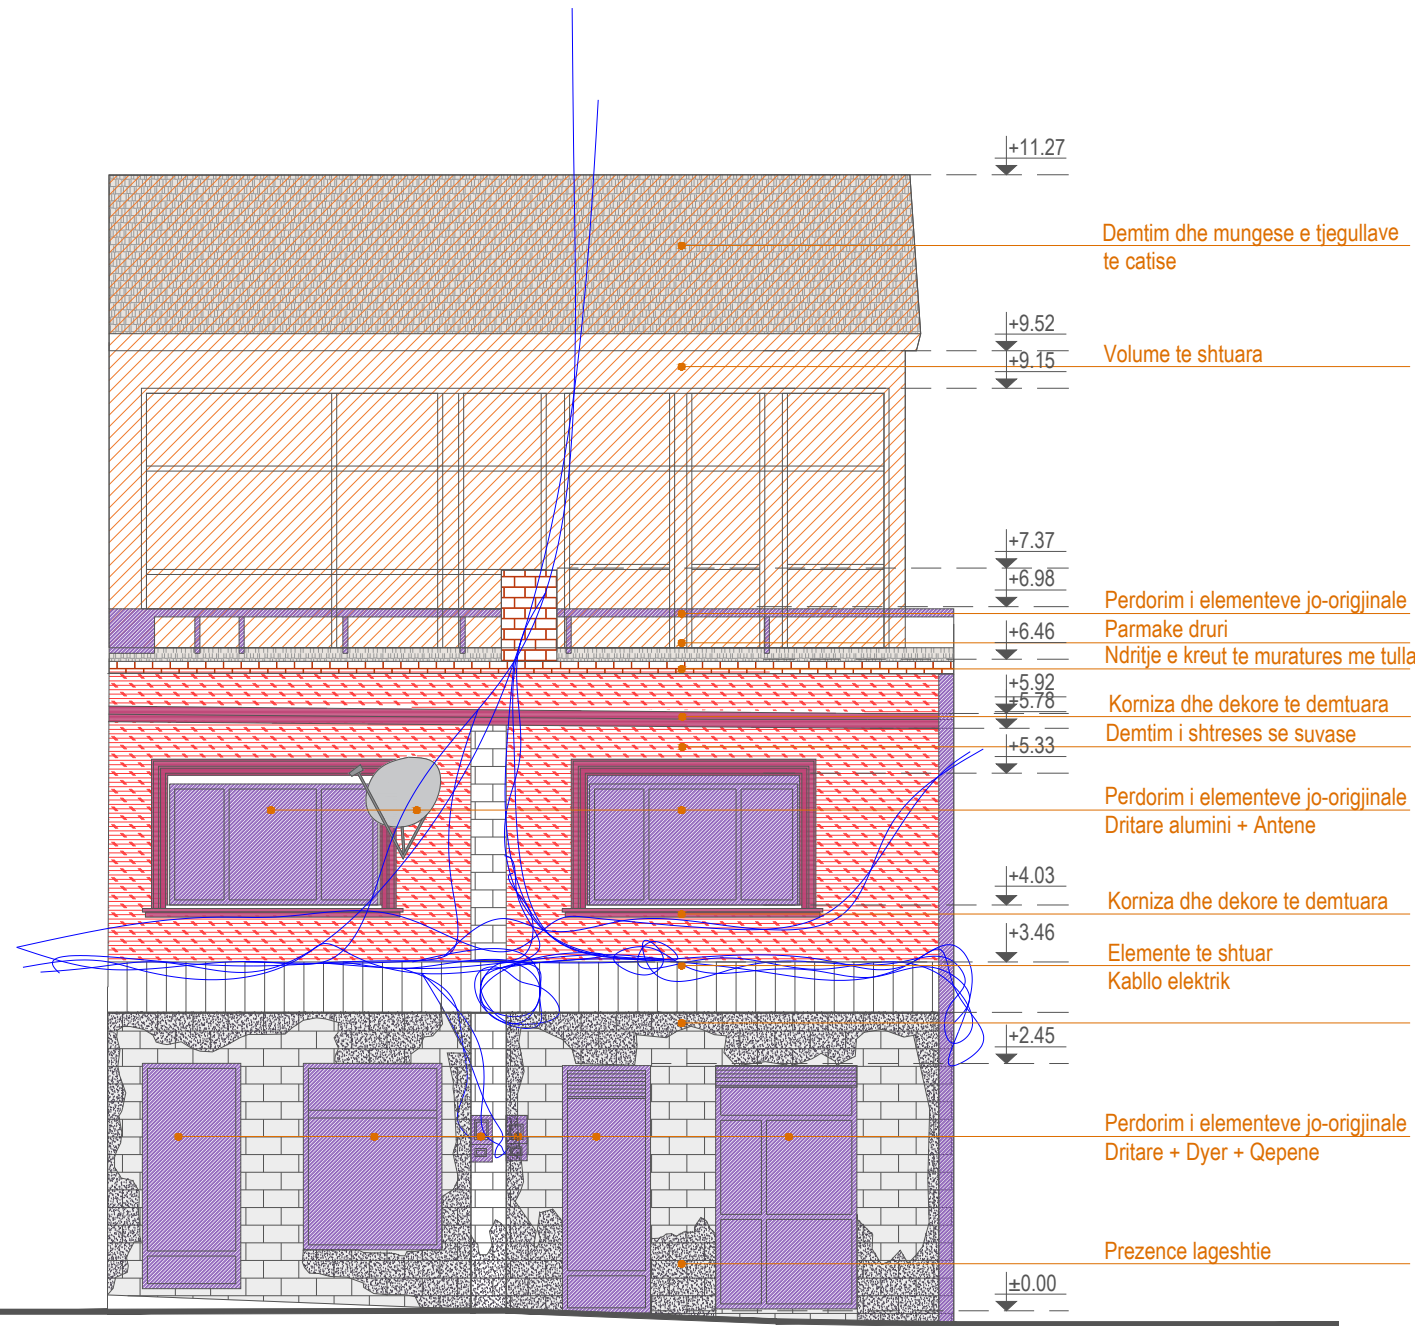 +11.27
Demtim dhe mungese e tjegullave
te catise
+9.52
Volume te shtuara
+9.15
+7.37
+6.98
Perdorim i elementeve jo-origjinale
Parmake druri
+6.46
Ndritje e kreut te muratures me tulla
+5.92
+5.78
Korniza dhe dekore te demtuara
Demtim i shtreses se suvase
+5.33
Perdorim i elementeve jo-origjinale
Dritare alumini + Antene
+4.03
Korniza dhe dekore te demtuara
+3.46
Elemente te shtuar
Kabllo elektrik
+2.45
Perdorim i elementeve jo-origjinale
Dritare + Dyer + Qepene
Prezence lageshtie
±0.00